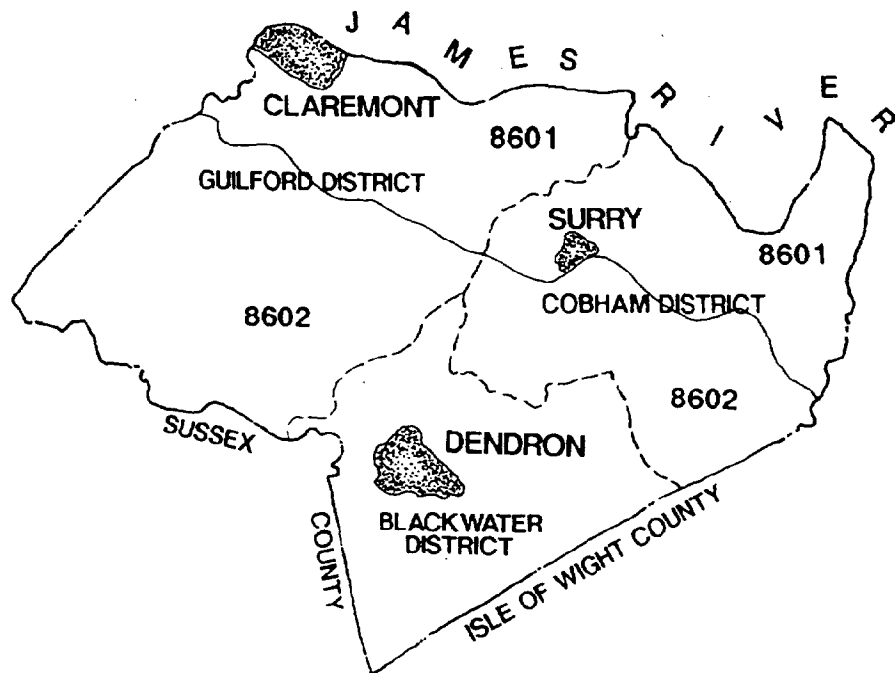 JAMES RIVER
CLAREMONT
8601
GUILFORD DISTRICT
SURRY
8601
COBHAM DISTRICT
8602
8602
SUSSEX COUNTY
DENDRON
BLACKWATER
DISTRICT
ISLE OF WIGHT COUNTY